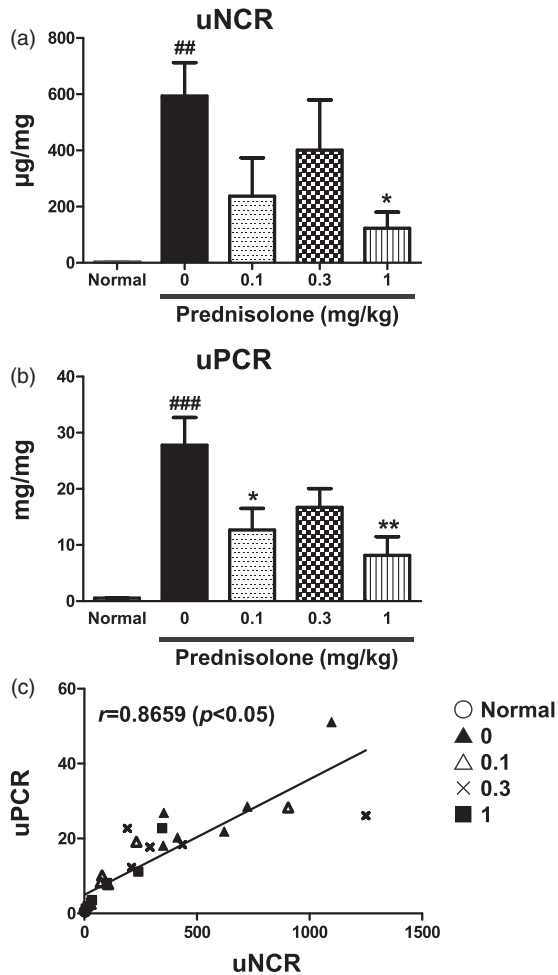 (a)
uNCR
µg/mg
800
600
400
200
0
##
*
Normal 0 0.1 0.3 1
Prednisolone (mg/kg)
(b)
uPCR
mg/mg
40
30
20
10
0
###
*
**
Normal 0 0.1 0.3 1
Prednisolone (mg/kg)
(c)
uPCR
60
40
20
0
r=0.8659 (p<0.05)
0 500 1000 1500
uNCR
Normal
0
0.1
0.3
1